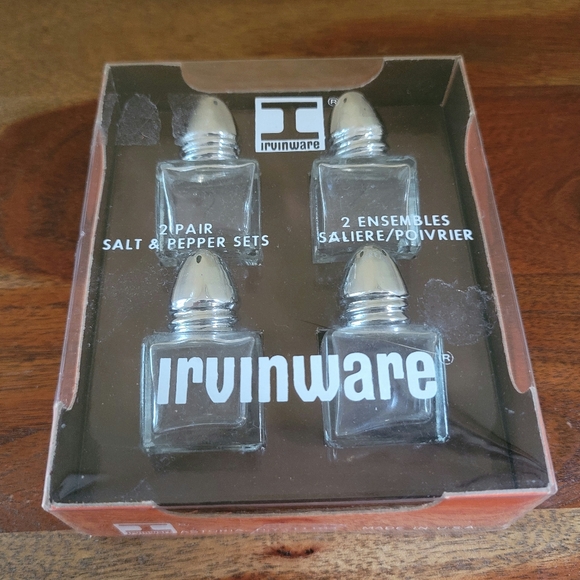 irvinware ®
2 PAIR
SALT & PEPPER SETS
2 ENSEMBLES
SALIERE/POIVRIER
irvinware ®